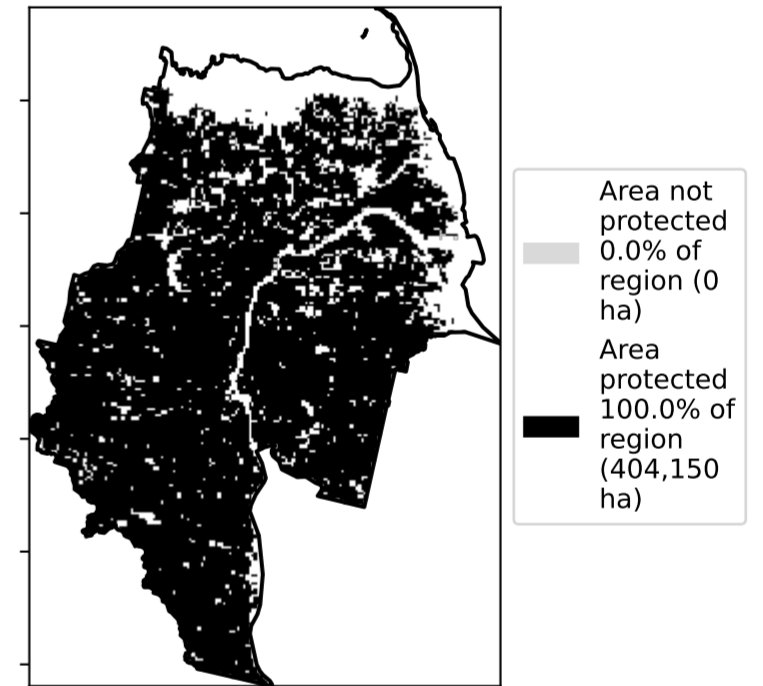 Area not
protected
0.0% of
region (0
ha)
Area
protected
100.0% of
region
(404,150
ha)